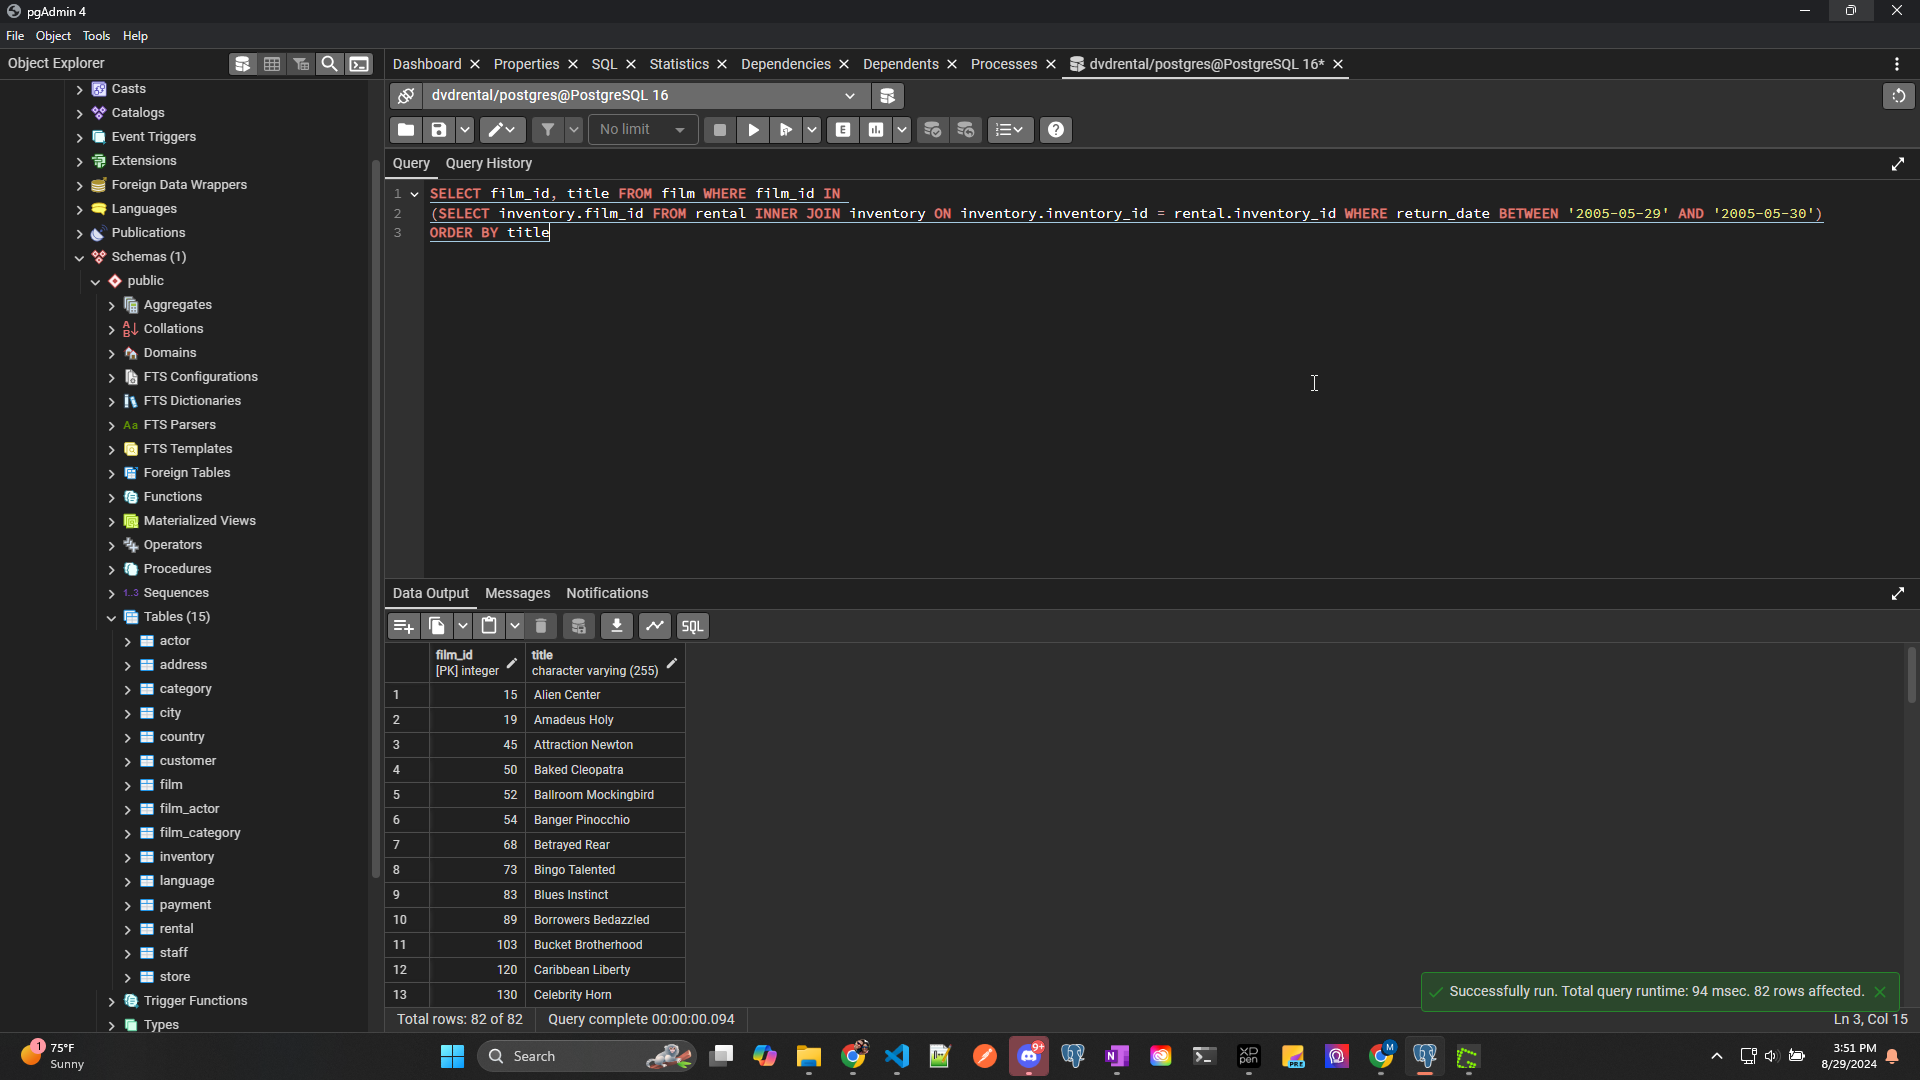 pgAdmin 4
File Object Tools Help
Object Explorer
Dashboard Properties SQL Statistics Dependencies Dependents Processes dvdrental/postgres@PostgreSQL 16*
dvdrental/postgres@PostgreSQL 16
No limit
Query Query History
1 SELECT film_id, title FROM film WHERE film_id IN
2 (SELECT inventory.film_id FROM rental INNER JOIN inventory ON inventory.inventory_id = rental.inventory_id WHERE return_date BETWEEN '2005-05-29' AND '2005-05-30')
3 ORDER BY title
Casts
Catalogs
Event Triggers
Extensions
Foreign Data Wrappers
Languages
Publications
Schemas (1)
public
Aggregates
Collations
Domains
FTS Configurations
FTS Dictionaries
Aa FTS Parsers
FTS Templates
Foreign Tables
Functions
Materialized Views
Operators
Procedures
1..3 Sequences
Tables (15)
actor
address
category
city
country
customer
film
film_actor
film_category
inventory
language
payment
rental
staff
store
Trigger Functions
Types
Data Output Messages Notifications
SQL
film_id title
[PK] integer character varying (255)
1 15 Alien Center
2 19 Amadeus Holy
3 45 Attraction Newton
4 50 Baked Cleopatra
5 52 Ballroom Mockingbird
6 54 Banger Pinocchio
7 68 Betrayed Rear
8 73 Bingo Talented
9 83 Blues Instinct
10 89 Borrowers Bedazzled
11 103 Bucket Brotherhood
12 120 Caribbean Liberty
13 130 Celebrity Horn
Successfully run. Total query runtime: 94 msec. 82 rows affected.
Total rows: 82 of 82 Query complete 00:00:00.094 Ln 3, Col 15
1 75°F
Sunny
Search
9+
M
3:51 PM
8/29/2024